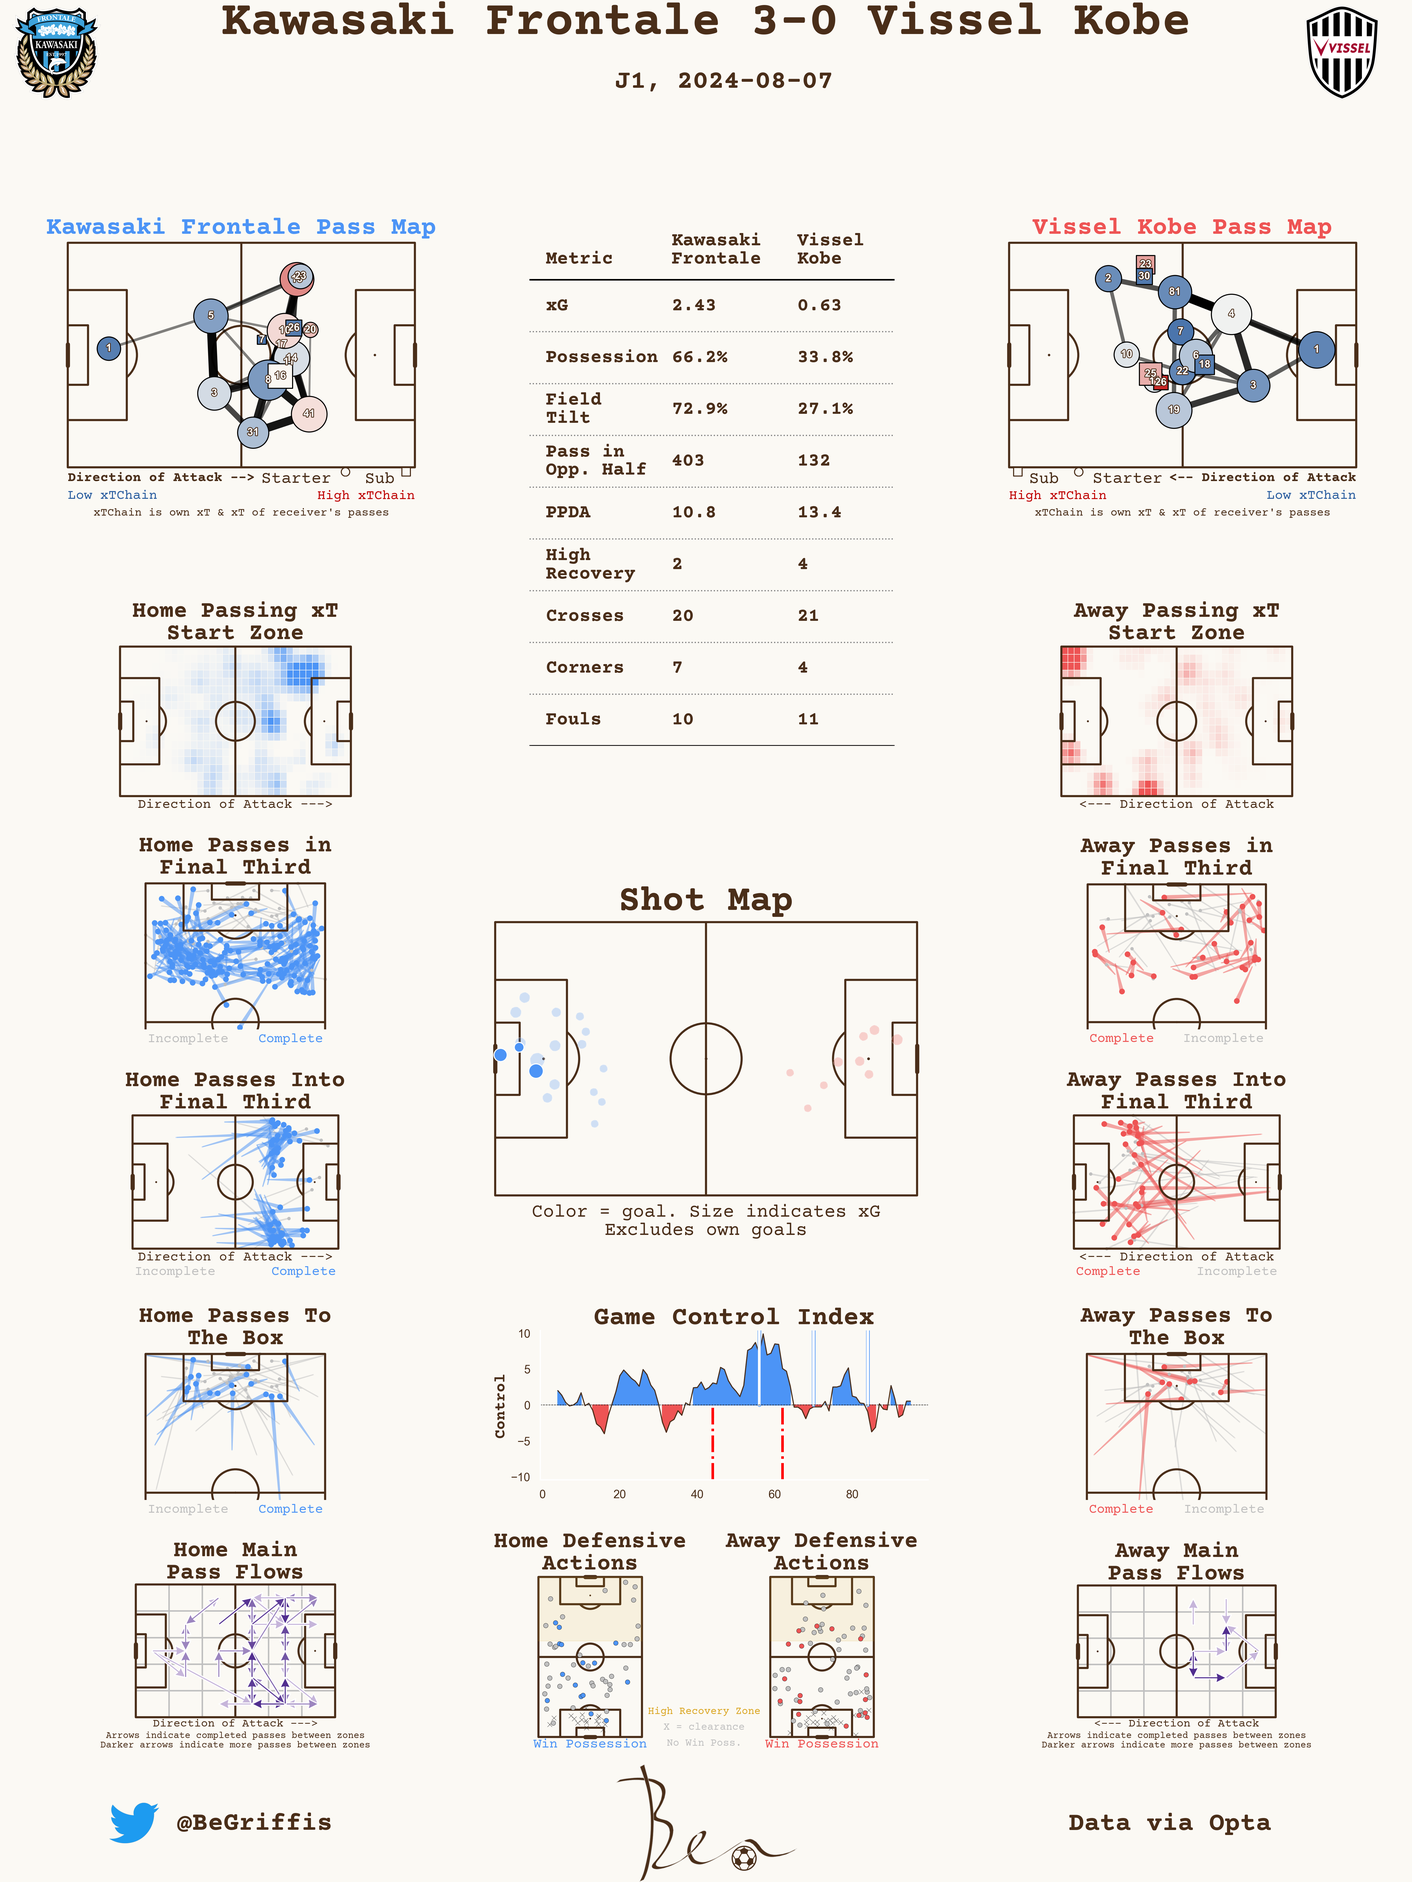 Kawasaki Frontale 3-0 Vissel Kobe
J1, 2024-08-07
FRONTALE
KAWASAKI
VISSEL
Kawasaki Frontale Pass Map
1
5
3
31
8
16
14
17
7
26
20
23
41
Direction of Attack --> Starter Sub
Low xTChain High xTChain
xTChain is own xT & xT of receiver's passes
Metric Kawasaki Frontale Vissel Kobe
xG 2.43 0.63
Possession 66.2% 33.8%
Field Tilt 72.9% 27.1%
Pass in Opp. Half 403 132
PPDA 10.8 13.4
High Recovery 2 4
Crosses 20 21
Corners 7 4
Fouls 10 11
Vissel Kobe Pass Map
2
23
30
81
4
7
10
6
18
22
25
26
19
3
1
Sub Starter <-- Direction of Attack
High xTChain Low xTChain
xTChain is own xT & xT of receiver's passes
Home Passing xT
Start Zone
Direction of Attack --->
Away Passing xT
Start Zone
<--- Direction of Attack
Home Passes in
Final Third
Incomplete Complete
Away Passes in
Final Third
Complete Incomplete
Shot Map
Color = goal. Size indicates xG
Excludes own goals
Home Passes Into
Final Third
Direction of Attack --->
Incomplete Complete
Away Passes Into
Final Third
<--- Direction of Attack
Complete Incomplete
Home Passes To
The Box
Incomplete Complete
Game Control Index
Control
10
5
0
−5
−10
0 20 40 60 80
Away Passes To
The Box
Complete Incomplete
Home Main
Pass Flows
Direction of Attack --->
Arrows indicate completed passes between zones
Darker arrows indicate more passes between zones
Home Defensive
Actions
Win Possession
High Recovery Zone
X = clearance
No Win Poss.
Away Defensive
Actions
Win Possession
Away Main
Pass Flows
<--- Direction of Attack
Arrows indicate completed passes between zones
Darker arrows indicate more passes between zones
@BeGriffis
Ben
Data via Opta